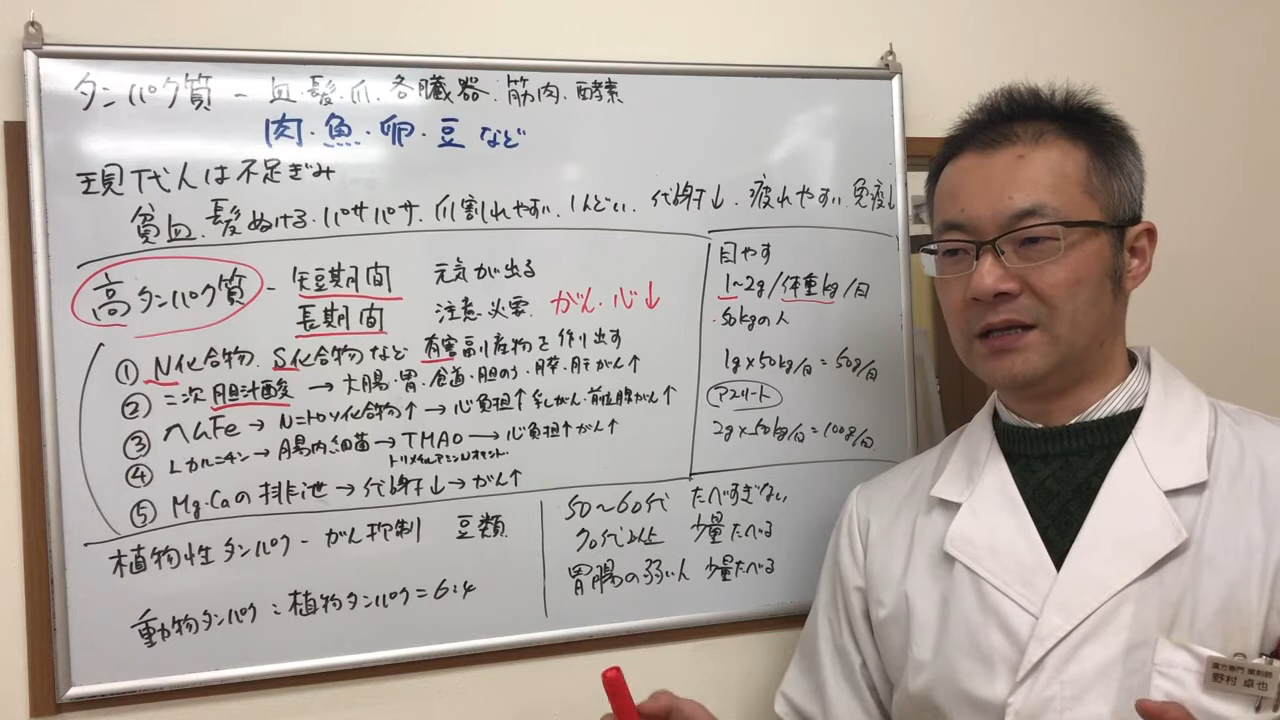 タンパク質 - 血・髪・爪、各臓器、筋肉、酵素
肉・魚・卵・豆など
現代人は不足ぎみ
貧血、髪ぬける・パサパサ、爪割れやすい、しんどい、代謝↓、疲れやすい、免疫↓
高タンパク質 - 短期間 元気が出る
長期間 注意必要 がん・心↓
① N化合物、S化合物など 有害副産物を作り出す
② 二次胆汁酸 → 大腸・胃・食道・胆のう・膵・肝がん↑
③ ヘムFe → Nニトロソ化合物↑ → 心負担↑乳がん・前立腺がん↑
④ Lカルニチン → 腸内細菌 → TMAO → 心負担↑がん↑
トリメチルアミンNオキシド
⑤ Mg・Caの排泄 → 代謝↓ → がん↑
目やす
1~2g/体重kg/日
・50kgの人
1g×50kg/日=50g/日
アスリート
2g×50kg/日=100g/日
植物性タンパク - がん抑制 豆類
動物タンパク:植物タンパク=6:4
50~60代 たべすぎない
70代以上 少量たべる
胃腸の弱い人 少量たべる
漢方専門 薬剤師
野村 卓也